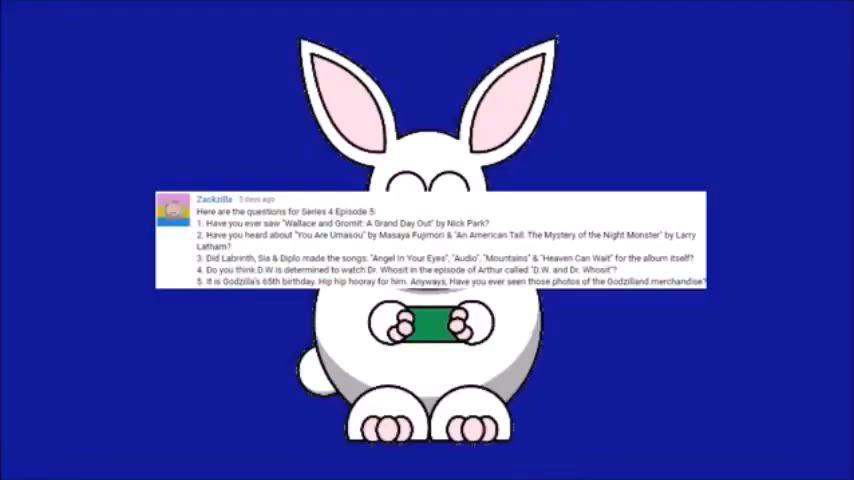 Zackzilla 3 days ago
Here are the questions for Series 4 Episode 5:
1. Have you ever saw "Wallace and Gromit: A Grand Day Out" by Nick Park?
2. Have you heard about "You Are Umasou" by Masaya Fujimori & "An American Tail: The Mystery of the Night Monster" by Larry
Latham?
3. Did Labrinth, Sia & Diplo made the songs: "Angel In Your Eyes", "Audio", "Mountains" & "Heaven Can Wait" for the album itself?
4. Do you think D.W is determined to watch Dr. Whosit in the episode of Arthur called "D.W. and Dr. Whosit"?
5. It is Godzilla's 65th birthday. Hip hip hooray for him. Anyways, Have you ever seen those photos of the Godzilland merchandise?